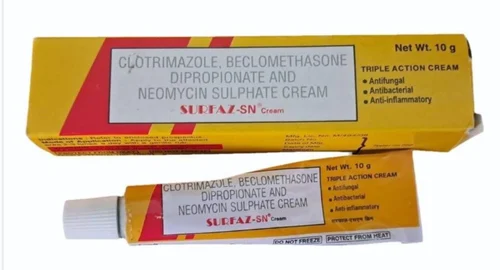 CLOTRIMAZOLE, BECLOMETHASONE
DIPROPIONATE AND
NEOMYCIN SULPHATE CREAM
SURFAZ-SN® Cream
Net Wt. 10 g
TRIPLE ACTION CREAM
• Antifungal
• Antibacterial
• Anti-inflammatory
CLOTRIMAZOLE, BECLOMETHASONE
DIPROPIONATE AND
NEOMYCIN SULPHATE CREAM
SURFAZ-SN® Cream
Net Wt. 10 g
TRIPLE ACTION CREAM
• Antifungal
• Antibacterial
• Anti-inflammatory
DO NOT FREEZE
PROTECT FROM HEAT